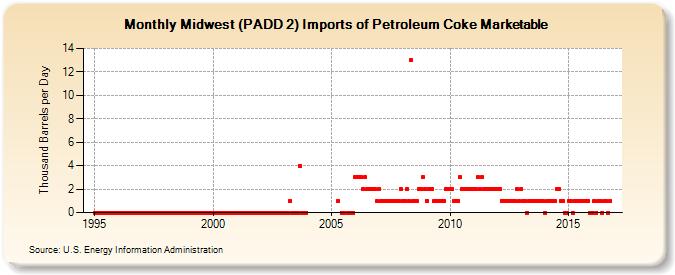 Monthly Midwest (PADD 2) Imports of Petroleum Coke Marketable
Thousand Barrels per Day
14
12
10
8
6
4
2
0
1995 2000 2005 2010 2015
Source: U.S. Energy Information Administration